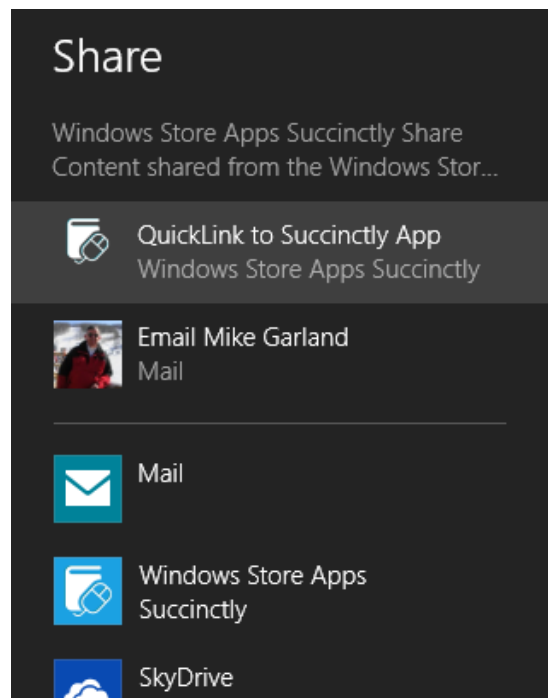 Share
Windows Store Apps Succinctly Share
Content shared from the Windows Stor...
QuickLink to Succinctly App
Windows Store Apps Succinctly
Email Mike Garland
Mail
Mail
Windows Store Apps
Succinctly
SkyDrive